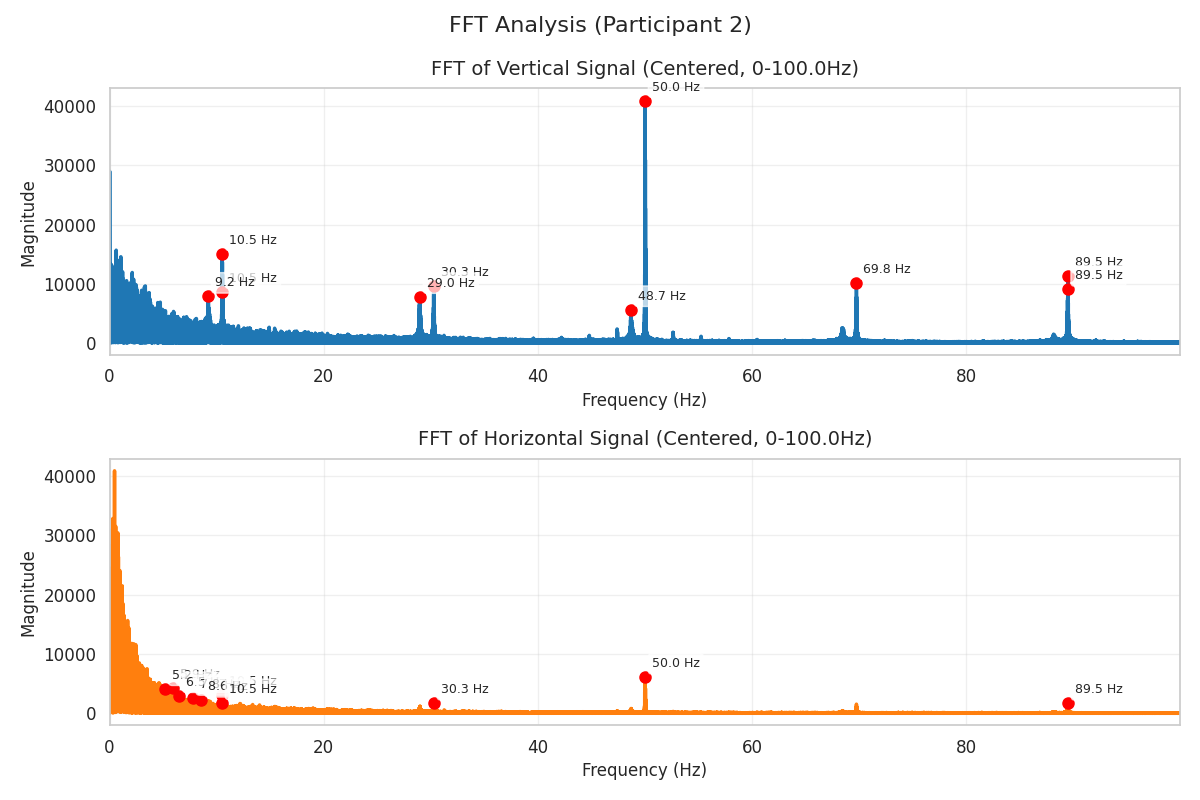 FFT Analysis (Participant 2)
FFT of Vertical Signal (Centered, 0-100.0Hz)
50.0 Hz
40000
30000
20000
10000
0
Magnitude
10.5 Hz
10.5 Hz
9.2 Hz
30.3 Hz
29.0 Hz
48.7 Hz
69.8 Hz
89.5 Hz
89.5 Hz
0 20 40 60 80
Frequency (Hz)
FFT of Horizontal Signal (Centered, 0-100.0Hz)
40000
30000
20000
10000
0
Magnitude
10.5 Hz
30.3 Hz
50.0 Hz
89.5 Hz
0 20 40 60 80
Frequency (Hz)